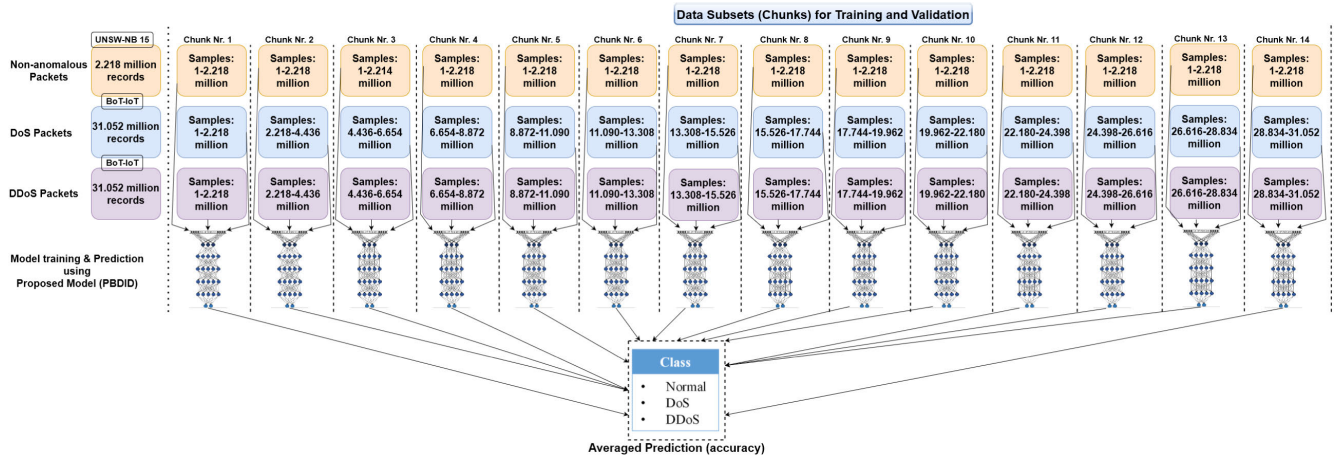 Data Subsets (Chunks) for Training and Validation
UNSW-NB 15
Chunk Nr. 1
Chunk Nr. 2
Chunk Nr. 3
Chunk Nr. 4
Chunk Nr. 5
Chunk Nr. 6
Chunk Nr. 7
Chunk Nr. 8
Chunk Nr. 9
Chunk Nr. 10
Chunk Nr. 11
Chunk Nr. 12
Chunk Nr. 13
Chunk Nr. 14
Non-anomalous
Packets
2.218 million
records
Samples:
1-2.218
million
Samples:
1-2.218
million
Samples:
1-2.214
million
Samples:
1-2.218
million
Samples:
1-2.218
million
Samples:
1-2.218
million
Samples:
1-2.218
million
Samples:
1-2.218
million
Samples:
1-2.218
million
Samples:
1-2.218
million
Samples:
1-2.218
million
Samples:
1-2.218
million
Samples:
1-2.218
million
Samples:
1-2.218
million
BoT-IoT
DoS Packets
31.052 million
records
Samples:
1-2.218
million
Samples:
2.218-4.436
million
Samples:
4.436-6.654
million
Samples:
6.654-8.872
million
Samples:
8.872-11.090
million
Samples:
11.090-13.308
million
Samples:
13.308-15.526
million
Samples:
15.526-17.744
million
Samples:
17.744-19.962
million
Samples:
19.962-22.180
million
Samples:
22.180-24.398
million
Samples:
24.398-26.616
million
Samples:
26.616-28.834
million
Samples:
28.834-31.052
million
BoT-IoT
DDoS Packets
31.052 million
records
Samples:
1-2.218
million
Samples:
2.218-4.436
million
Samples:
4.436-6.654
million
Samples:
6.654-8.872
million
Samples:
8.872-11.090
million
Samples:
11.090-13.308
million
Samples:
13.308-15.526
million
Samples:
15.526-17.744
million
Samples:
17.744-19.962
million
Samples:
19.962-22.180
million
Samples:
22.180-24.398
million
Samples:
24.398-26.616
million
Samples:
26.616-28.834
million
Samples:
28.834-31.052
million
Model training & Prediction
using
Proposed Model (PBDID)
Class
• Normal
• DoS
• DDoS
Averaged Prediction (accuracy)